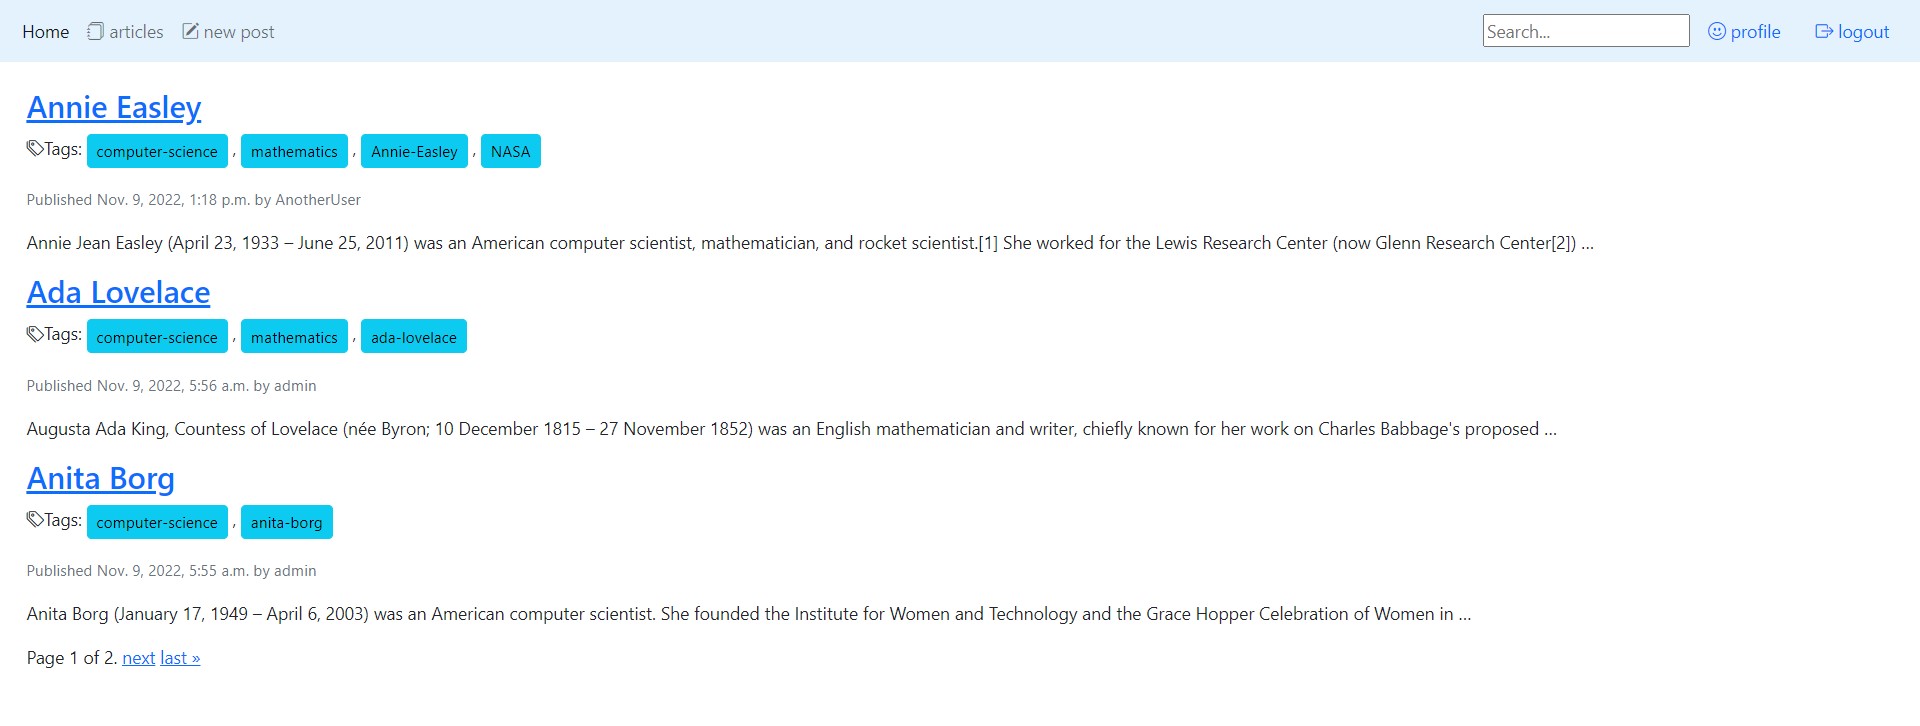 Home articles new post Search... profile logout
Annie Easley
Tags: computer-science , mathematics , Annie-Easley , NASA
Published Nov. 9, 2022, 1:18 p.m. by AnotherUser
Annie Jean Easley (April 23, 1933 – June 25, 2011) was an American computer scientist, mathematician, and rocket scientist.[1] She worked for the Lewis Research Center (now Glenn Research Center[2]) ...
Ada Lovelace
Tags: computer-science , mathematics , ada-lovelace
Published Nov. 9, 2022, 5:56 a.m. by admin
Augusta Ada King, Countess of Lovelace (née Byron; 10 December 1815 – 27 November 1852) was an English mathematician and writer, chiefly known for her work on Charles Babbage's proposed ...
Anita Borg
Tags: computer-science , anita-borg
Published Nov. 9, 2022, 5:55 a.m. by admin
Anita Borg (January 17, 1949 – April 6, 2003) was an American computer scientist. She founded the Institute for Women and Technology and the Grace Hopper Celebration of Women in ...
Page 1 of 2. next last »